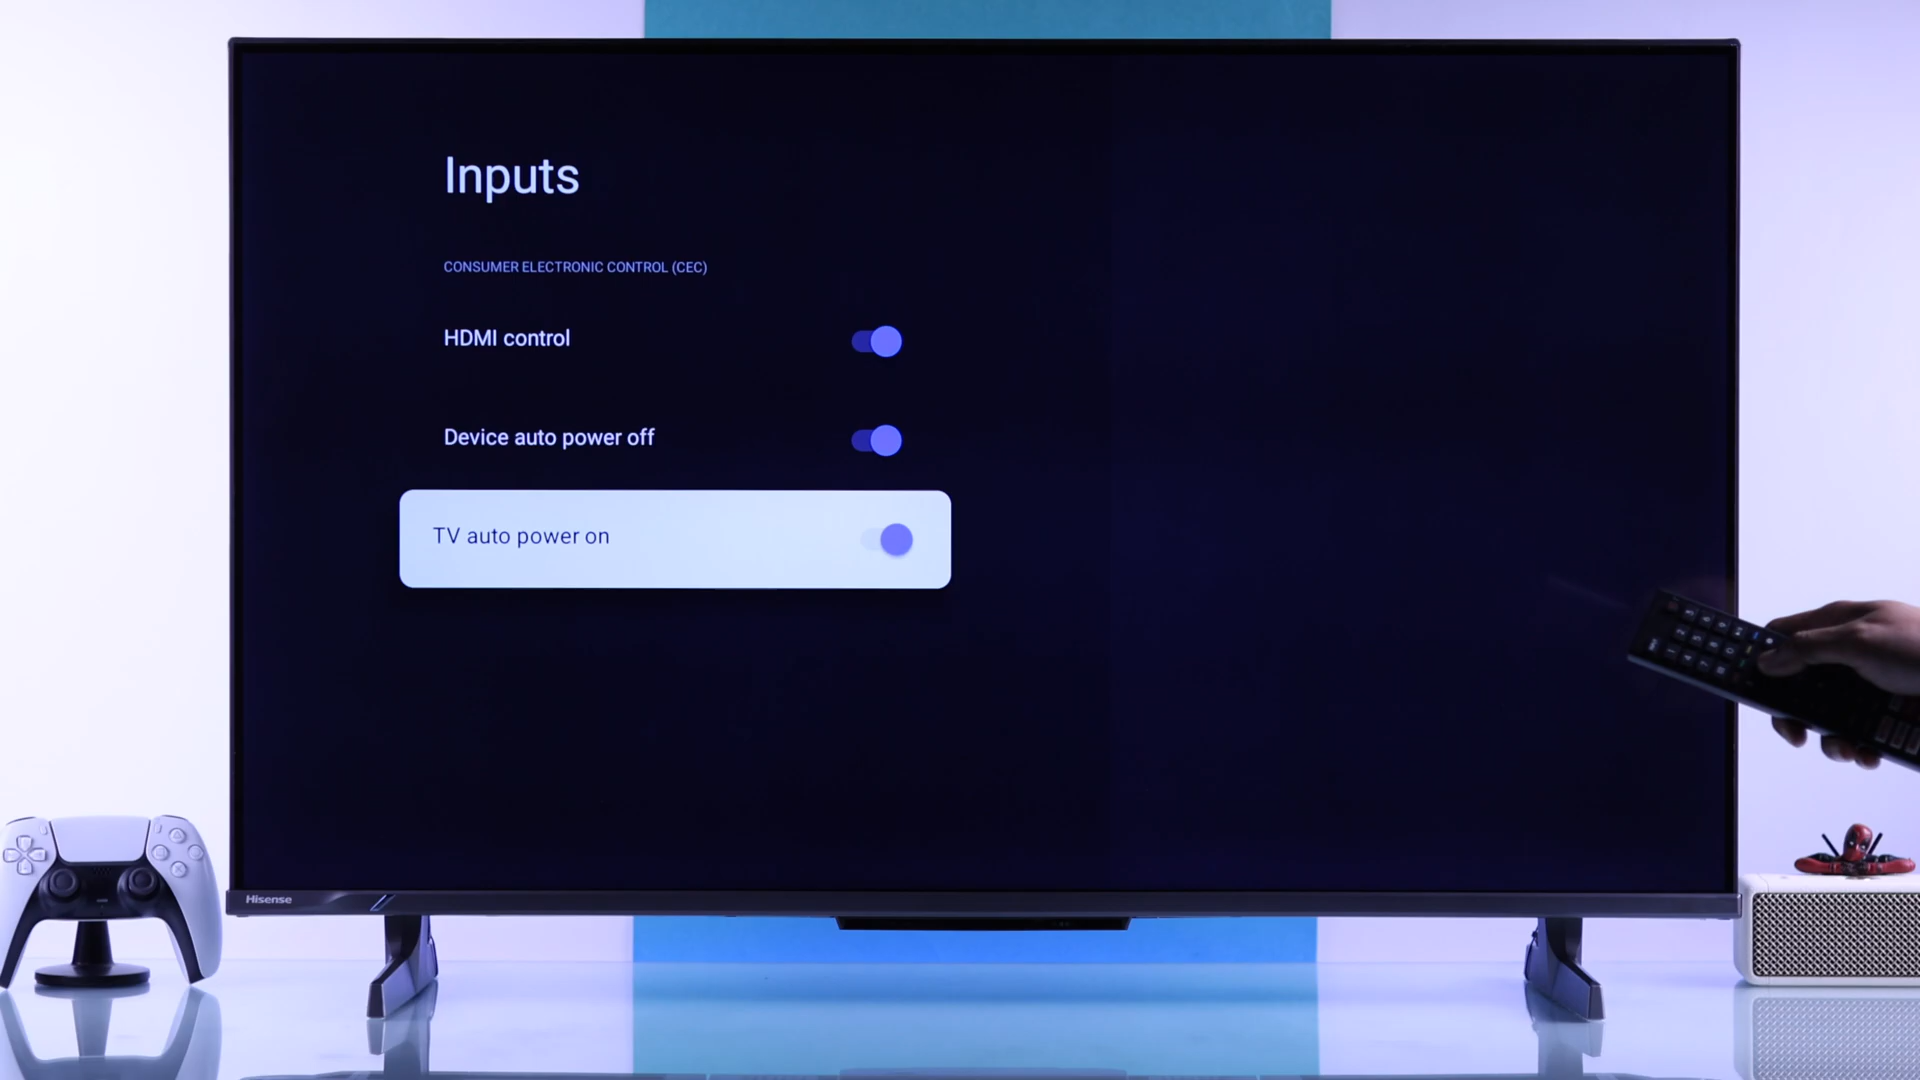 Inputs
CONSUMER ELECTRONIC CONTROL (CEC)
HDMI control
Device auto power off
TV auto power on
Hisense